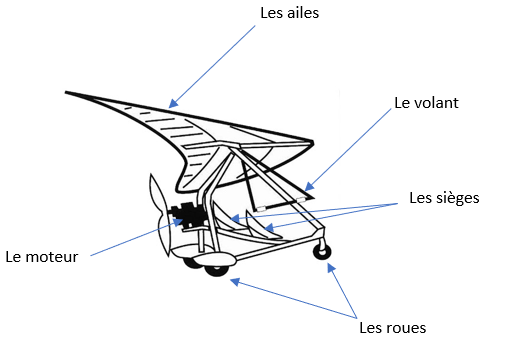 Les ailes
Le volant
Les sièges
Le moteur
Les roues